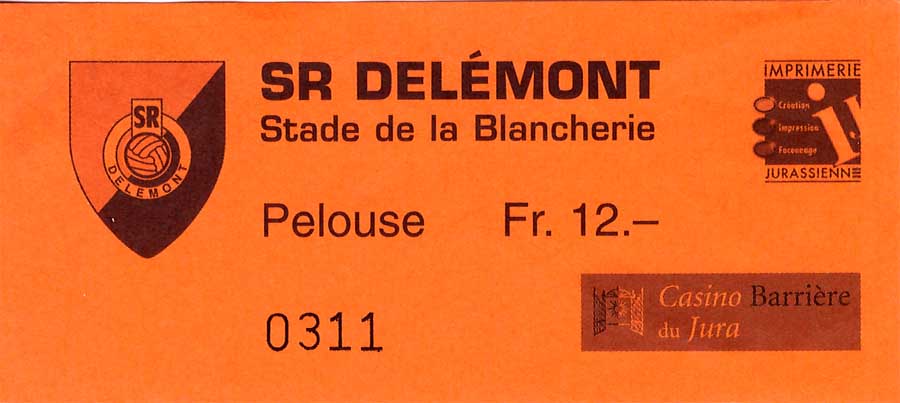 SR
DELÉMONT
SR DELÉMONT
Stade de la Blancherie
IMPRIMERIE
Création
Impression
Façonnage
JURASSIENNE
Pelouse Fr. 12.–
0311
Casino Barrière
du Jura